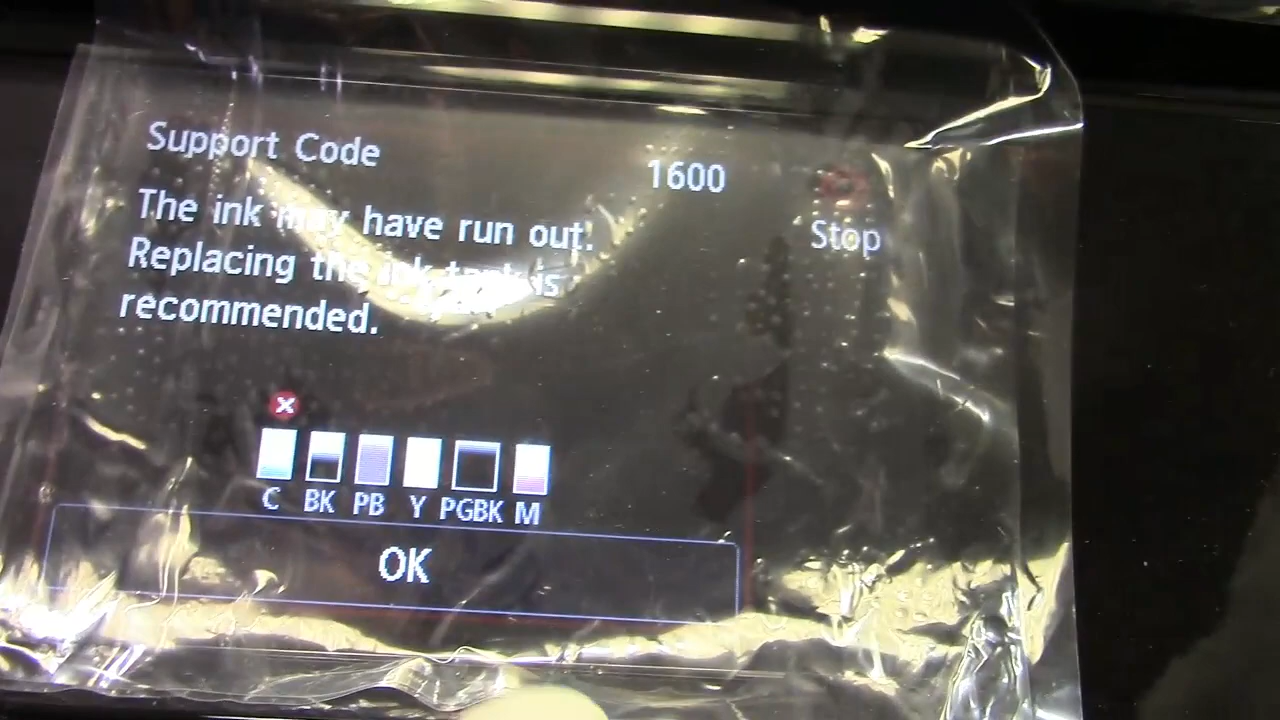 Support Code
1600
The ink may have run out.
Replacing the ink tank is
recommended.
Stop
C BK PB Y PGBK M
OK